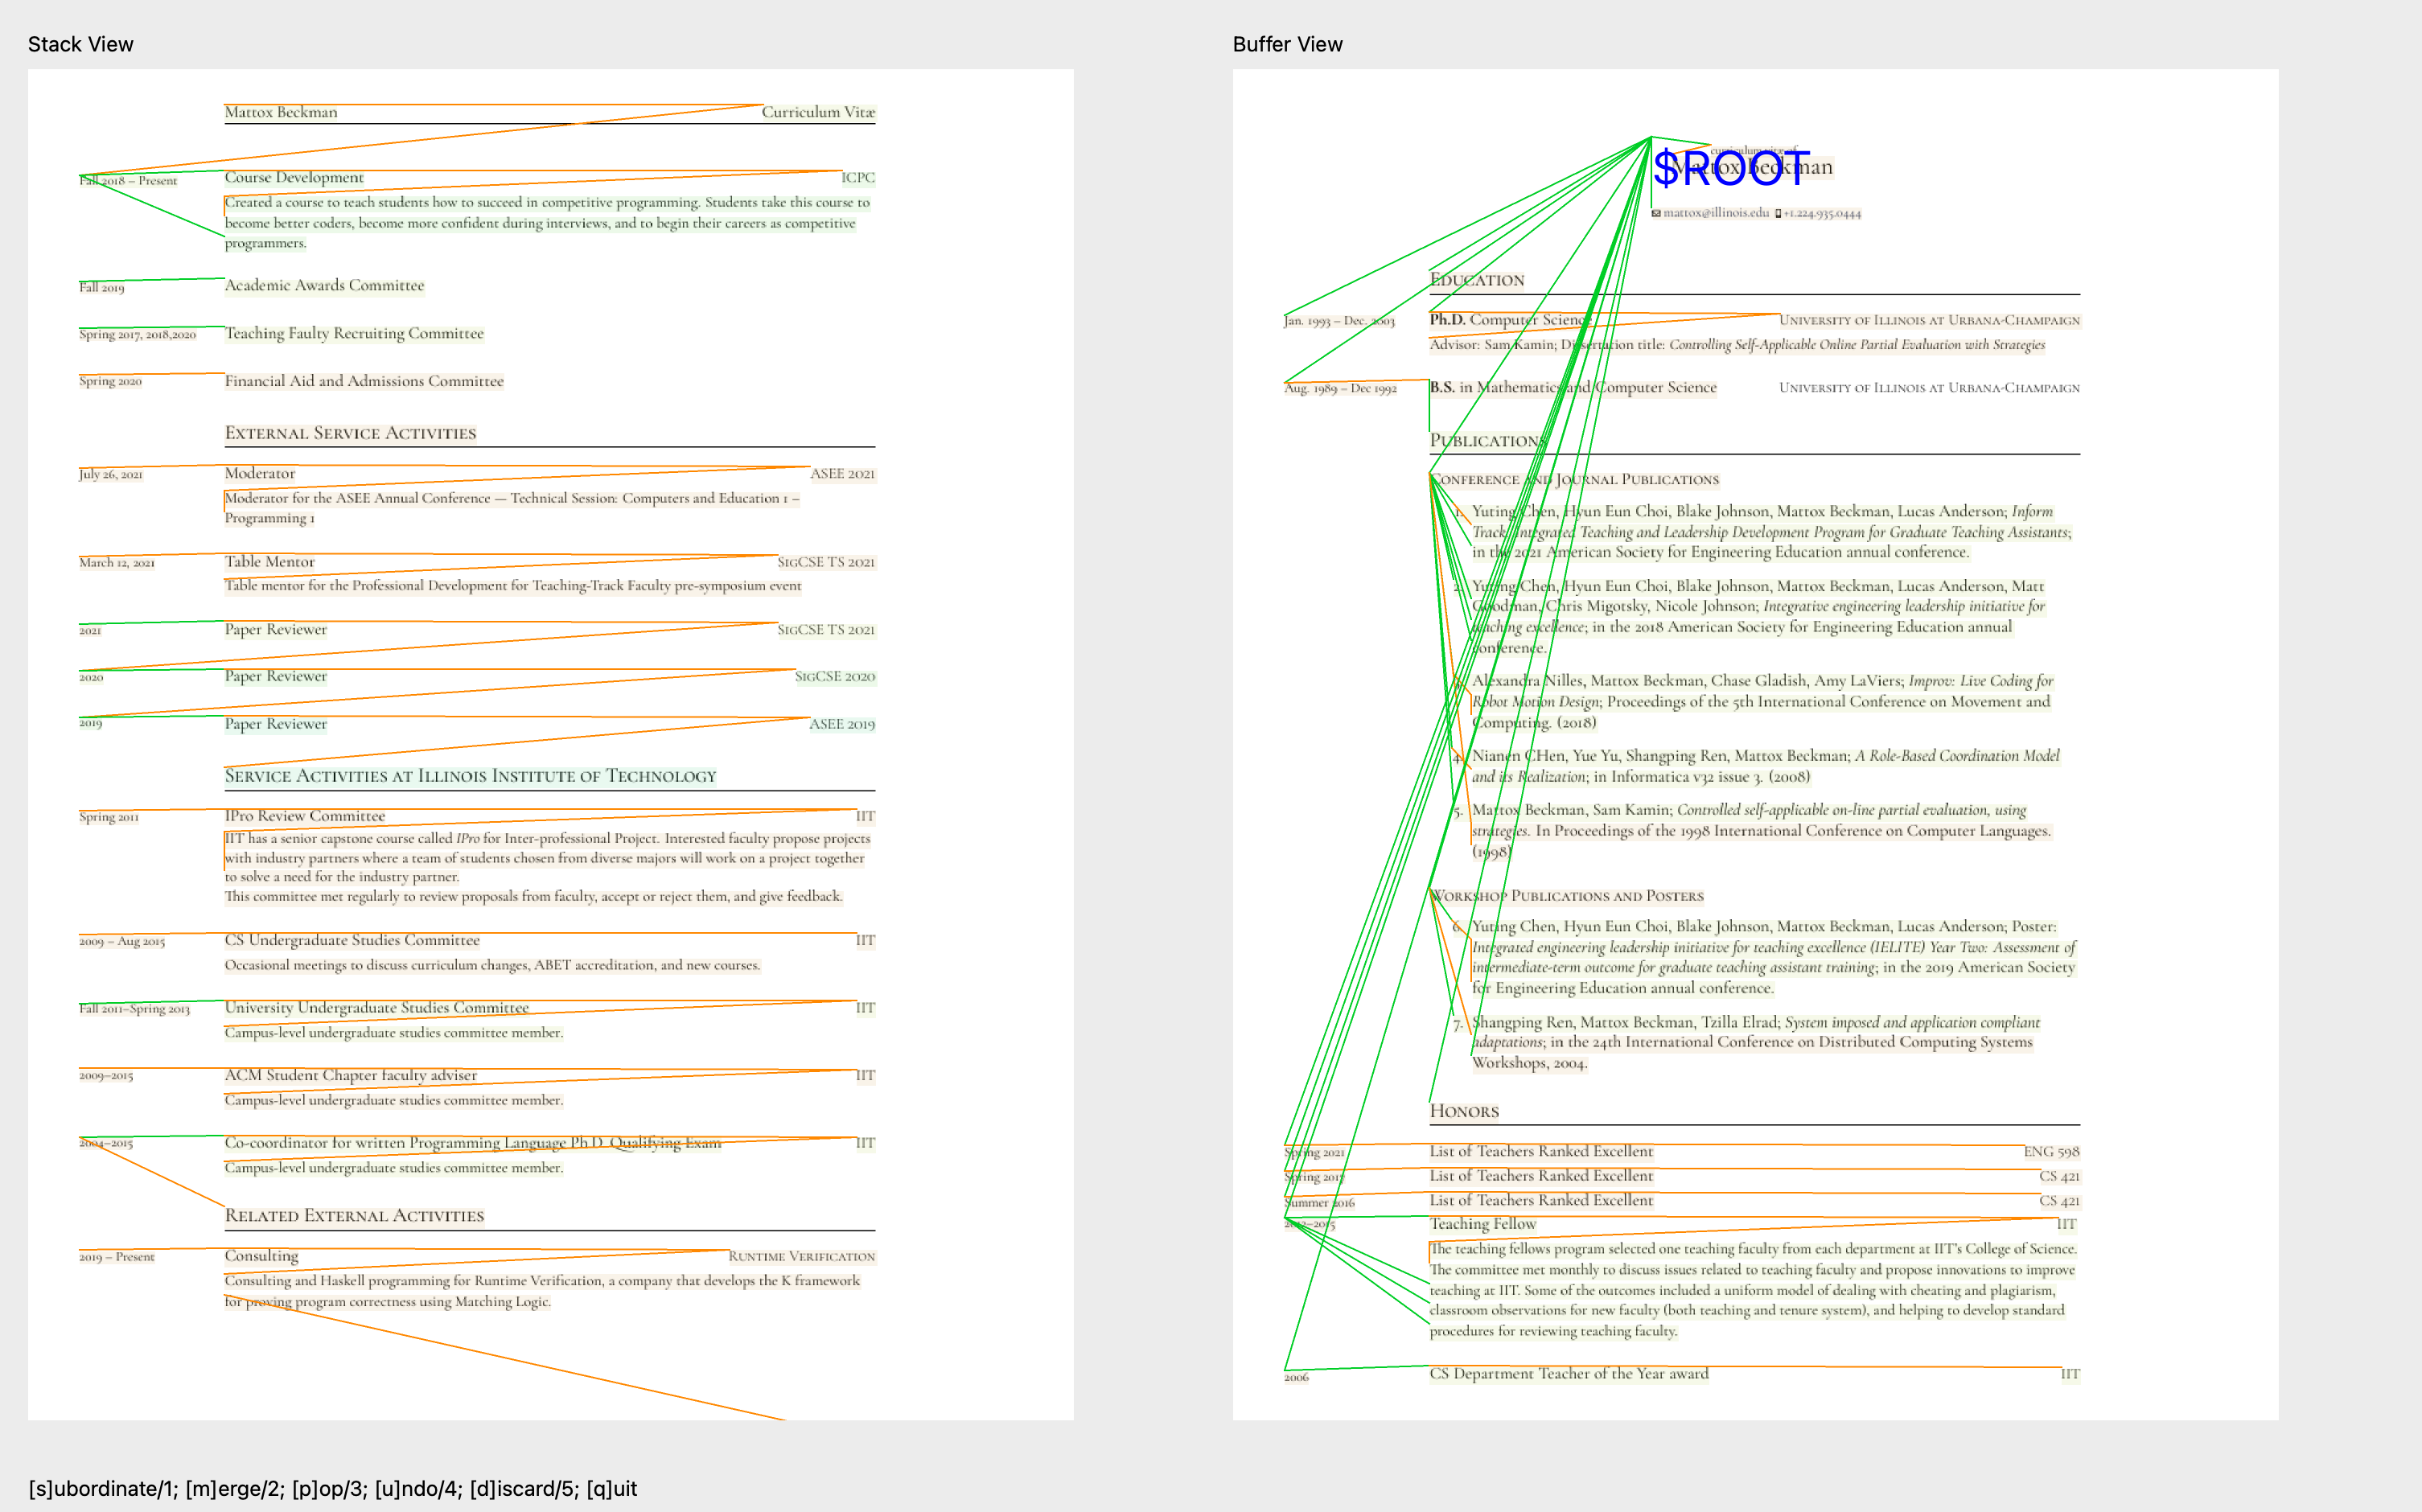 Stack View
Mattox Beckman Curriculum Vitæ
Fall 2018 – Present Course Development ICPC
Created a course to teach students how to succeed in competitive programming. Students take this course to
become better coders, become more confident during interviews, and to begin their careers as competitive
programmers.
Fall 2019 Academic Awards Committee
Spring 2017, 2018,2020 Teaching Faulty Recruiting Committee
Spring 2020 Financial Aid and Admissions Committee
External Service Activities
July 26, 2021 Moderator ASEE 2021
Moderator for the ASEE Annual Conference — Technical Session: Computers and Education 1 –
Programming 1
March 12, 2021 Table Mentor SIGCSE TS 2021
Table mentor for the Professional Development for Teaching-Track Faculty pre-symposium event
2021 Paper Reviewer SIGCSE TS 2021
2020 Paper Reviewer SIGCSE 2020
2019 Paper Reviewer ASEE 2019
Service Activities at Illinois Institute of Technology
Spring 2011 IPro Review Committee IIT
IIT has a senior capstone course called IPro for Inter-professional Project. Interested faculty propose projects
with industry partners where a team of students chosen from diverse majors will work on a project together
to solve a need for the industry partner.
This committee met regularly to review proposals from faculty, accept or reject them, and give feedback.
2009 – Aug 2015 CS Undergraduate Studies Committee IIT
Occasional meetings to discuss curriculum changes, ABET accreditation, and new courses.
Fall 2011–Spring 2013 University Undergraduate Studies Committee IIT
Campus-level undergraduate studies committee member.
2009–2015 ACM Student Chapter faculty adviser IIT
Campus-level undergraduate studies committee member.
2004–2015 Co-coordinator for written Programming Language Ph.D. Qualifying Exam IIT
Campus-level undergraduate studies committee member.
Related External Activities
2019 – Present Consulting Runtime Verification
Consulting and Haskell programming for Runtime Verification, a company that develops the K framework
for proving program correctness using Matching Logic.
Buffer View
curriculum vitæ of
$ROOT
Mattox Beckman
mattox@illinois.edu +1.224.935.0444
Education
Jan. 1993 – Dec. 2003 Ph.D. Computer Science University of Illinois at Urbana-Champaign
Advisor: Sam Kamin; Dissertation title: Controlling Self-Applicable Online Partial Evaluation with Strategies
Aug. 1989 – Dec 1992 B.S. in Mathematics and Computer Science University of Illinois at Urbana-Champaign
Publications
Conference and Journal Publications
1. Yuting Chen, Hyun Eun Choi, Blake Johnson, Mattox Beckman, Lucas Anderson; Inform
Track: Integrated Teaching and Leadership Development Program for Graduate Teaching Assistants;
in the 2021 American Society for Engineering Education annual conference.
2. Yuting Chen, Hyun Eun Choi, Blake Johnson, Mattox Beckman, Lucas Anderson, Matt
Goodman, Chris Migotsky, Nicole Johnson; Integrative engineering leadership initiative for
teaching excellence; in the 2018 American Society for Engineering Education annual
conference.
3. Alexandra Nilles, Mattox Beckman, Chase Gladish, Amy LaViers; Improv: Live Coding for
Robot Motion Design; Proceedings of the 5th International Conference on Movement and
Computing. (2018)
4. Nianen CHen, Yue Yu, Shangping Ren, Mattox Beckman; A Role-Based Coordination Model
and its Realization; in Informatica v32 issue 3. (2008)
5. Mattox Beckman, Sam Kamin; Controlled self-applicable on-line partial evaluation, using
strategies. In Proceedings of the 1998 International Conference on Computer Languages.
(1998)
Workshop Publications and Posters
6. Yuting Chen, Hyun Eun Choi, Blake Johnson, Mattox Beckman, Lucas Anderson; Poster:
Integrated engineering leadership initiative for teaching excellence (IELITE) Year Two: Assessment of
intermediate-term outcome for graduate teaching assistant training; in the 2019 American Society
for Engineering Education annual conference.
7. Shangping Ren, Mattox Beckman, Tzilla Elrad; System imposed and application compliant
adaptations; in the 24th International Conference on Distributed Computing Systems
Workshops, 2004.
Honors
Spring 2021 List of Teachers Ranked Excellent ENG 598
Spring 2017 List of Teachers Ranked Excellent CS 421
Summer 2016 List of Teachers Ranked Excellent CS 421
2012–2015 Teaching Fellow IIT
The teaching fellows program selected one teaching faculty from each department at IIT's College of Science.
The committee met monthly to discuss issues related to teaching faculty and propose innovations to improve
teaching at IIT. Some of the outcomes included a uniform model of dealing with cheating and plagiarism,
classroom observations for new faculty (both teaching and tenure system), and helping to develop standard
procedures for reviewing teaching faculty.
2006 CS Department Teacher of the Year award IIT
[s]ubordinate/1; [m]erge/2; [p]op/3; [u]ndo/4; [d]iscard/5; [q]uit